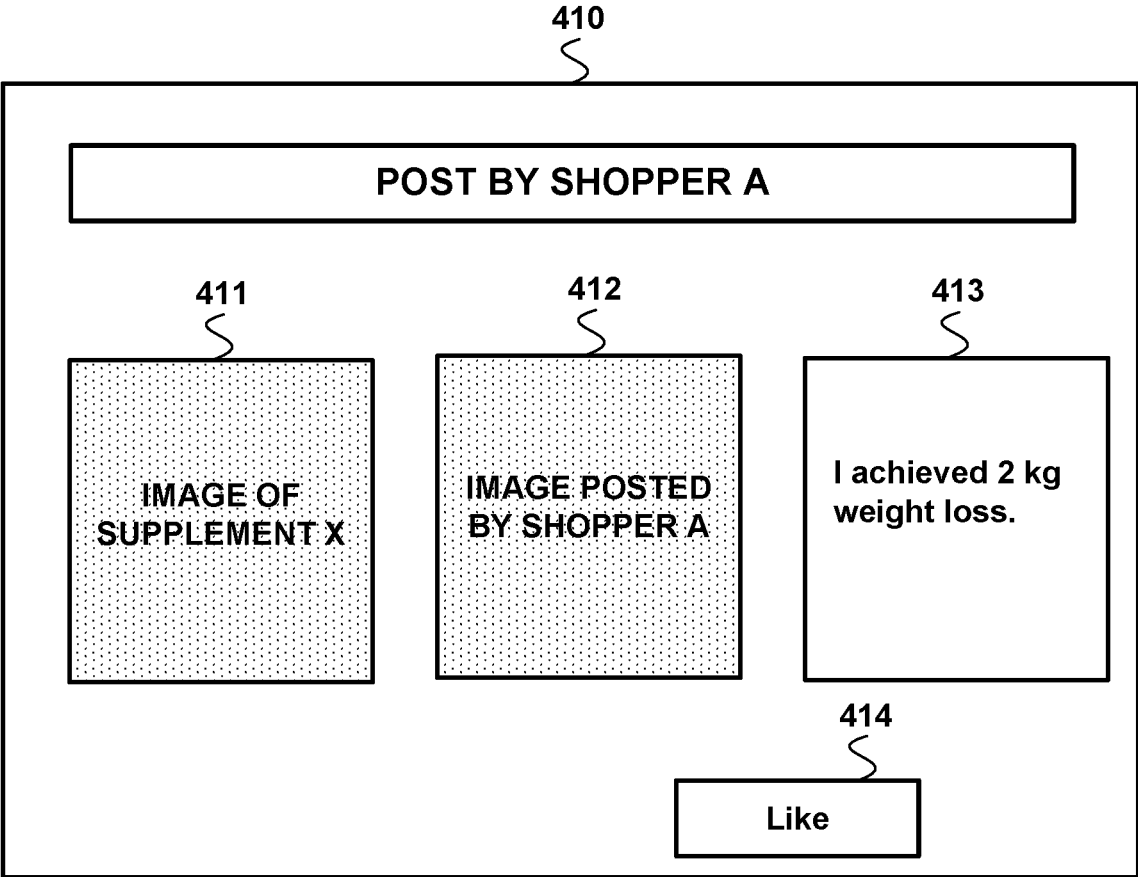 410
POST BY SHOPPER A
411
412
413
IMAGE OF
SUPPLEMENT X
IMAGE POSTED
BY SHOPPER A
I achieved 2 kg
weight loss.
414
Like